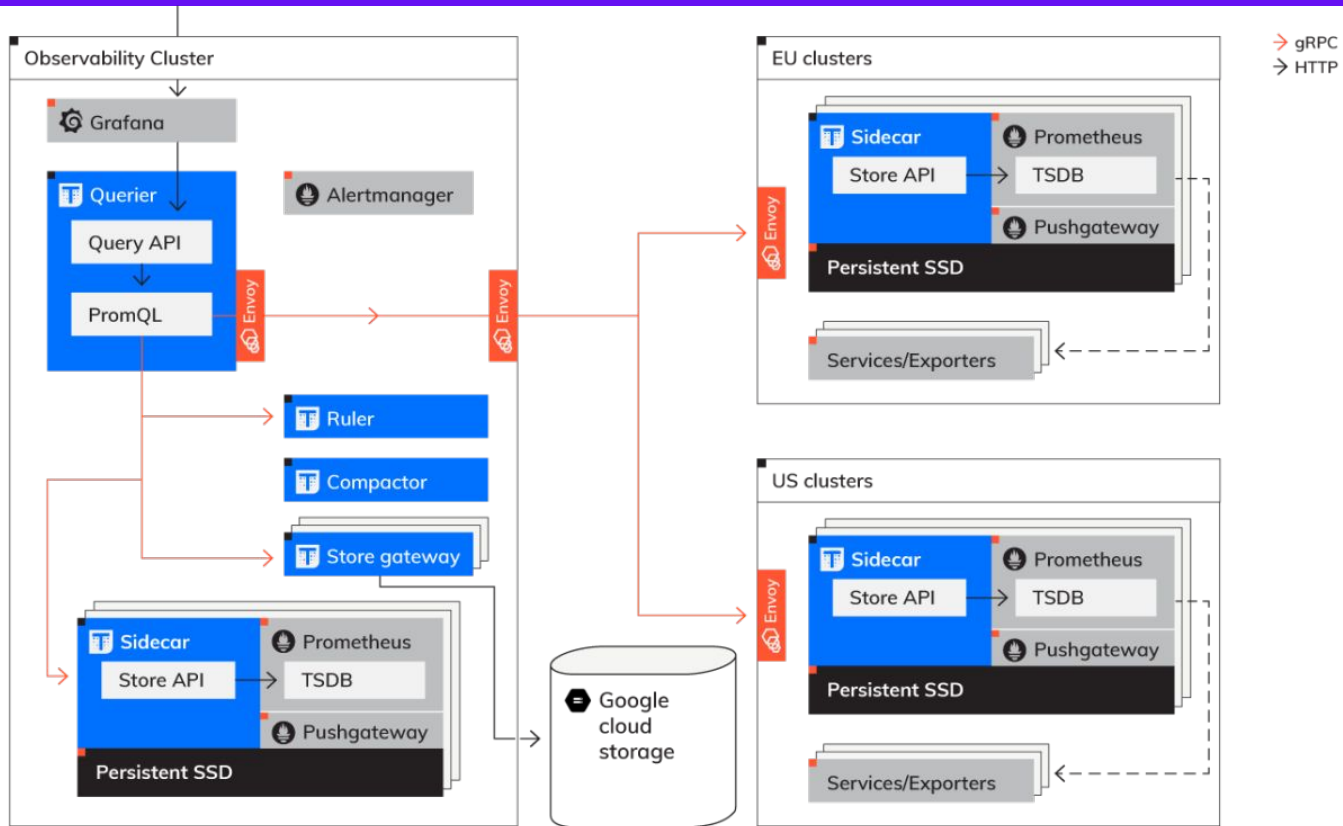 Observability Cluster
Grafana
Querier
Query API
PromQL
Envoy
Alertmanager
Envoy
Ruler
Compactor
Store gateway
Sidecar
Store API
Prometheus
TSDB
Pushgateway
Persistent SSD
Google
cloud
storage
EU clusters
Envoy
Sidecar
Store API
Prometheus
TSDB
Pushgateway
Persistent SSD
Services/Exporters
US clusters
Envoy
Sidecar
Store API
Prometheus
TSDB
Pushgateway
Persistent SSD
Services/Exporters
gRPC
HTTP